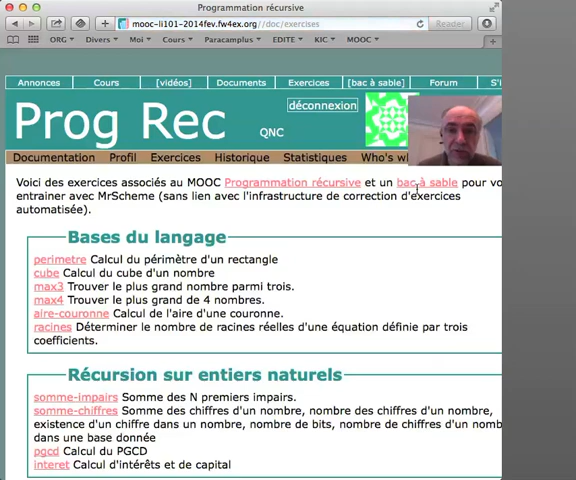 Programmation récursive
mooc-li101-2014fev.fw4ex.org//doc/exercises
Reader
ORG Divers Moi Cours Paracamplus EDITE KIC MOOC
Annonces Cours [vidéos] Documents Exercices [bac à sable] Forum
déconnexion
Prog Rec QNC
Documentation Profil Exercices Historique Statistiques Who's
Voici des exercices associés au MOOC Programmation récursive et un bac à sable pour
entrainer avec MrScheme (sans lien avec l'infrastructure de correction d'exercices
automatisée).
Bases du langage
perimetre Calcul du périmètre d'un rectangle
cube Calcul du cube d'un nombre
max3 Trouver le plus grand nombre parmi trois.
max4 Trouver le plus grand de 4 nombres.
aire-couronne Calcul de l'aire d'une couronne.
racines Déterminer le nombre de racines réelles d'une équation définie par trois
coefficients.
Récursion sur entiers naturels
somme-impairs Somme des N premiers impairs.
somme-chiffres Somme des chiffres d'un nombre, nombre des chiffres d'un nombre,
existence d'un chiffre dans un nombre, nombre de bits, nombre de chiffres d'un
dans une base donnée
pgcd Calcul du PGCD
interet Calcul d'intérêts et de capital